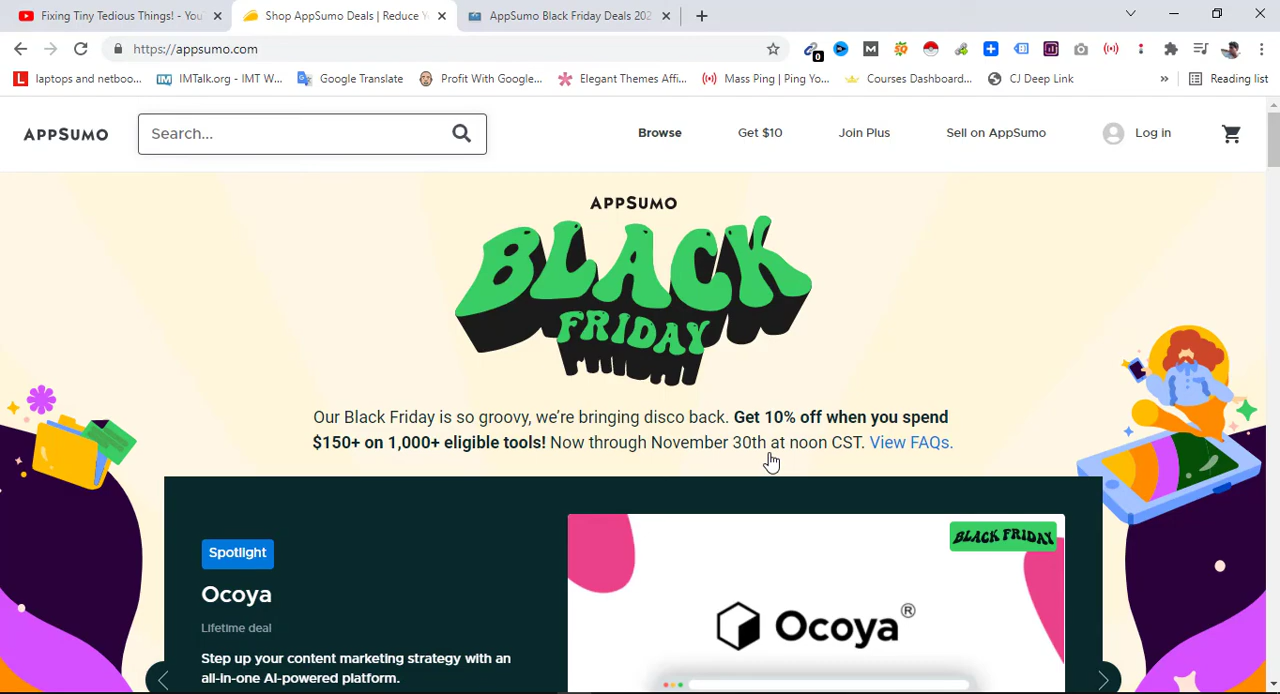 Fixing Tiny Tedious Things! - You
Shop AppSumo Deals | Reduce Y
AppSumo Black Friday Deals 202
https://appsumo.com
0
laptops and netboo...
IMTalk.org - IMT W...
Google Translate
Profit With Google...
Elegant Themes Affi...
Mass Ping | Ping Yo...
Courses Dashboard...
CJ Deep Link
»
Reading list
APPSUMO
Search...
Browse
Get $10
Join Plus
Sell on AppSumo
Log in
APPSUMO
BLACK
FRIDAY
Our Black Friday is so groovy, we’re bringing disco back. Get 10% off when you spend
$150+ on 1,000+ eligible tools! Now through November 30th at noon CST. View FAQs.
Spotlight
BLACK FRIDAY
Ocoya
Lifetime deal
Step up your content marketing strategy with an
all-in-one AI-powered platform.
Ocoya®